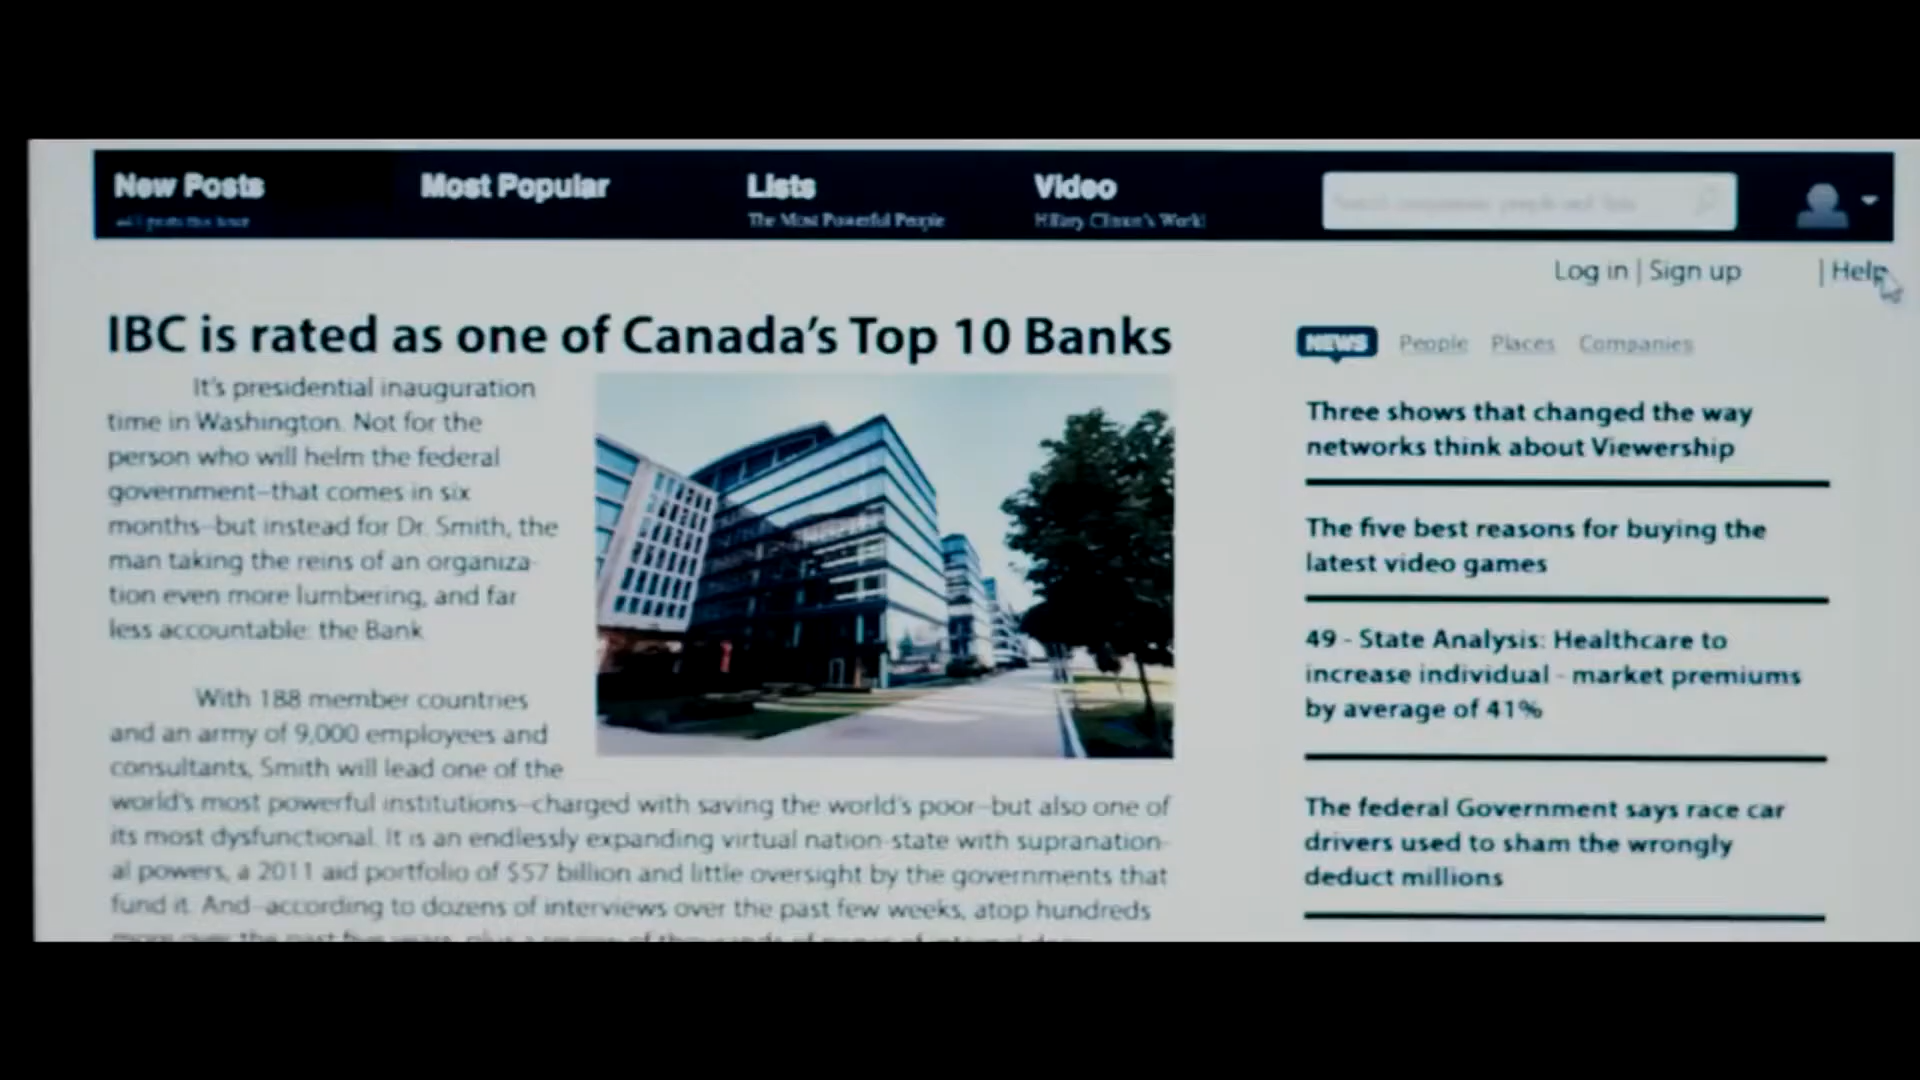 New Posts
Most Popular
Lists
Video
The Most Powerful People
Log in | Sign up | Help
IBC is rated as one of Canada's Top 10 Banks
It's presidential inauguration
time in Washington. Not for the
person who will helm the federal
government-that comes in six
months-but instead for Dr. Smith, the
man taking the reins of an organiza-
tion even more lumbering, and far
less accountable: the Bank
With 188 member countries
and an army of 9,000 employees and
consultants, Smith will lead one of the
world's most powerful institutions-charged with saving the world's poor-but also one of
its most dysfunctional. It is an endlessly expanding virtual nation-state with supranation-
al powers, a 2011 aid portfolio of $57 billion and little oversight by the governments that
fund it. And-according to dozens of interviews over the past few weeks, atop hundreds
NEWS People Places Companies
Three shows that changed the way
networks think about Viewership
The five best reasons for buying the
latest video games
49 - State Analysis: Healthcare to
increase individual - market premiums
by average of 41%
The federal Government says race car
drivers used to sham the wrongly
deduct millions